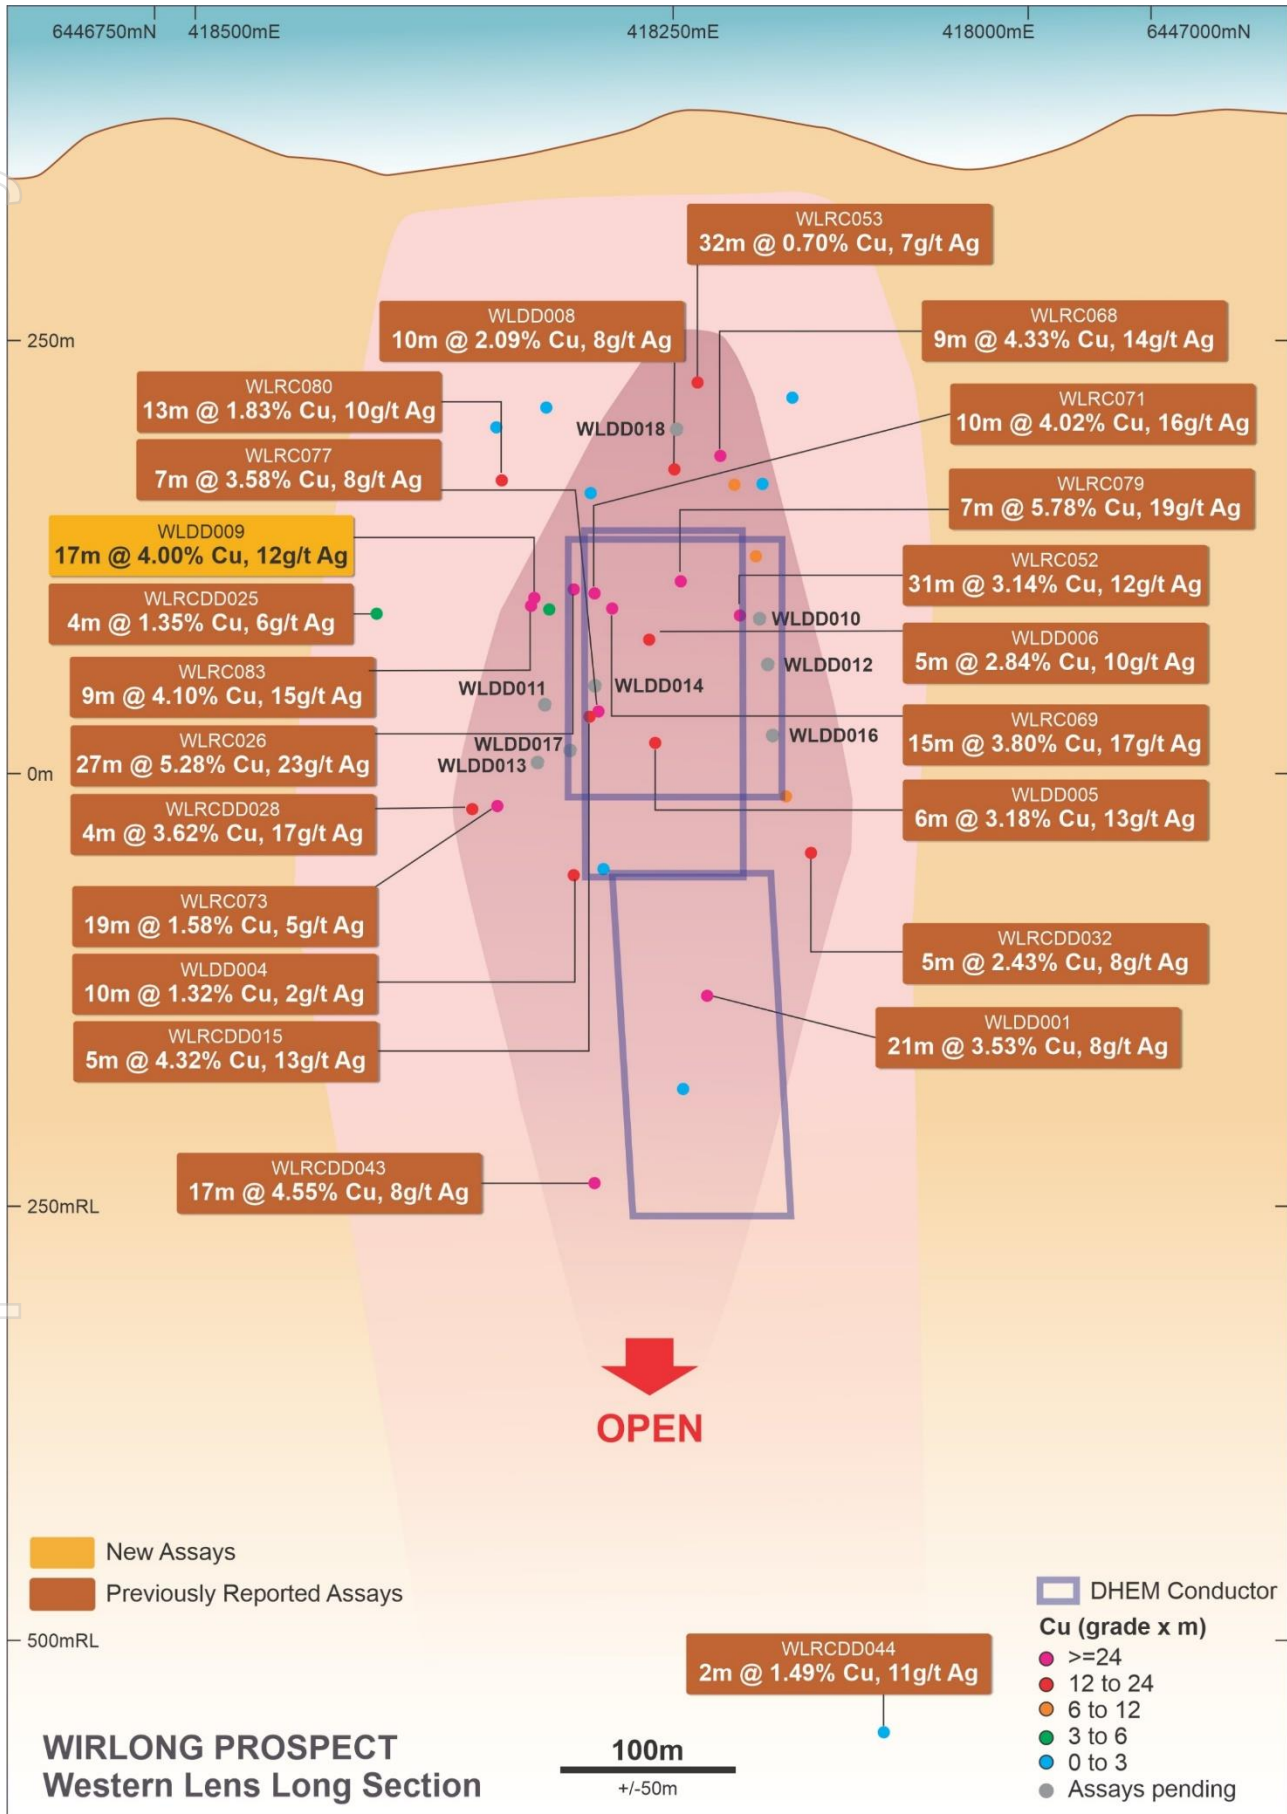 6446750mN
418500mE
418250mE
418000mE
6447000mN
WLRC053
32m @ 0.70% Cu, 7g/t Ag
WLDD008
10m @ 2.09% Cu, 8g/t Ag
WLRC068
9m @ 4.33% Cu, 14g/t Ag
250m
WLRC080
13m @ 1.83% Cu, 10g/t Ag
WLRC071
10m @ 4.02% Cu, 16g/t Ag
WLDD018
WLRC077
7m @ 3.58% Cu, 8g/t Ag
WLRC079
7m @ 5.78% Cu, 19g/t Ag
WLDD009
17m @ 4.00% Cu, 12g/t Ag
WLRC052
31m @ 3.14% Cu, 12g/t Ag
WLRCDD025
4m @ 1.35% Cu, 6g/t Ag
WLDD010
WLDD006
5m @ 2.84% Cu, 10g/t Ag
WLRC083
9m @ 4.10% Cu, 15g/t Ag
WLDD012
WLDD011
WLDD014
WLRC069
15m @ 3.80% Cu, 17g/t Ag
WLRC026
27m @ 5.28% Cu, 23g/t Ag
WLDD017
WLDD016
WLDD013
0m
WLRCDD028
4m @ 3.62% Cu, 17g/t Ag
WLDD005
6m @ 3.18% Cu, 13g/t Ag
WLRC073
19m @ 1.58% Cu, 5g/t Ag
WLRCDD032
5m @ 2.43% Cu, 8g/t Ag
WLDD004
10m @ 1.32% Cu, 2g/t Ag
WLDD001
21m @ 3.53% Cu, 8g/t Ag
WLRCDD015
5m @ 4.32% Cu, 13g/t Ag
WLRCDD043
17m @ 4.55% Cu, 8g/t Ag
250mRL
OPEN
New Assays
Previously Reported Assays
500mRL
WLRCDD044
2m @ 1.49% Cu, 11g/t Ag
DHEM Conductor
Cu (grade x m)
>=24
12 to 24
6 to 12
3 to 6
0 to 3
Assays pending
WIRLONG PROSPECT
Western Lens Long Section
100m
+/-50m